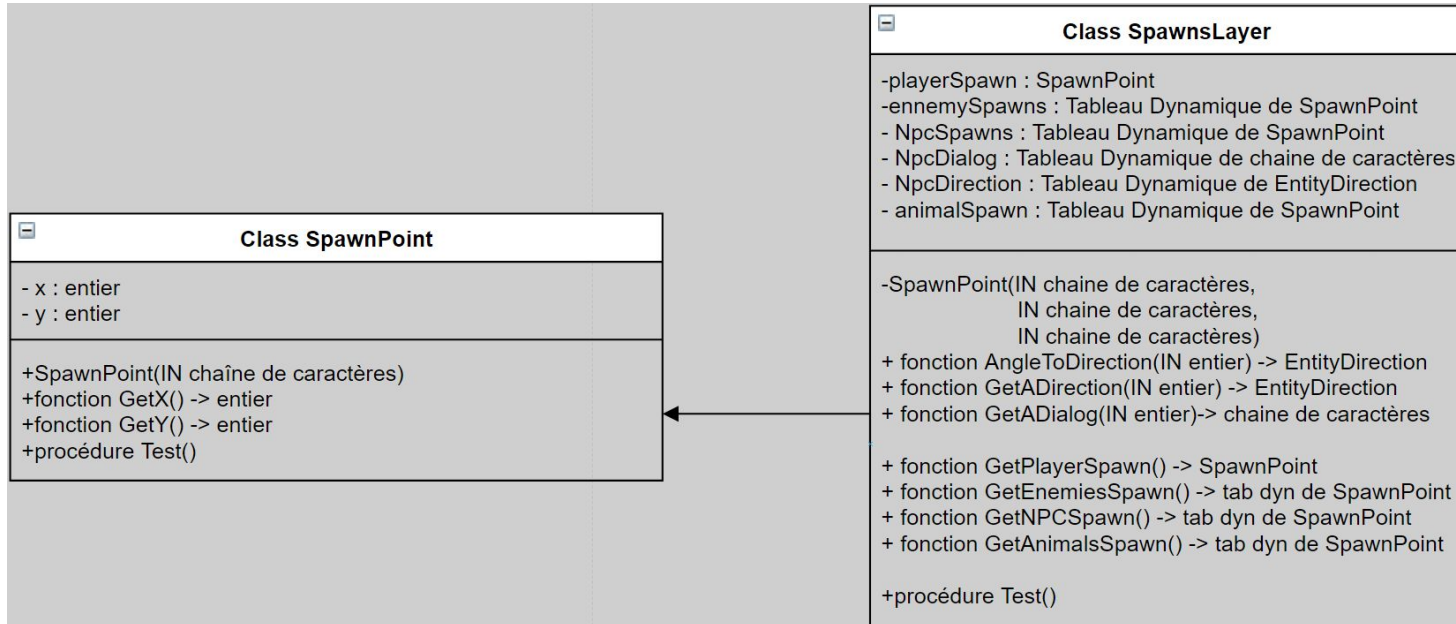 Class SpawnPoint
- x : entier
- y : entier
+SpawnPoint(IN chaîne de caractères)
+fonction GetX() -> entier
+fonction GetY() -> entier
+procédure Test()
Class SpawnsLayer
-playerSpawn : SpawnPoint
-ennemySpawns : Tableau Dynamique de SpawnPoint
- NpcSpawns : Tableau Dynamique de SpawnPoint
- NpcDialog : Tableau Dynamique de chaine de caractères
- NpcDirection : Tableau Dynamique de EntityDirection
- animalSpawn : Tableau Dynamique de SpawnPoint
-SpawnPoint(IN chaine de caractères,
IN chaine de caractères,
IN chaine de caractères)
+ fonction AngleToDirection(IN entier) -> EntityDirection
+ fonction GetADirection(IN entier) -> EntityDirection
+ fonction GetADialog(IN entier)-> chaine de caractères
+ fonction GetPlayerSpawn() -> SpawnPoint
+ fonction GetEnemiesSpawn() -> tab dyn de SpawnPoint
+ fonction GetNPCSpawn() -> tab dyn de SpawnPoint
+ fonction GetAnimalsSpawn() -> tab dyn de SpawnPoint
+procédure Test()